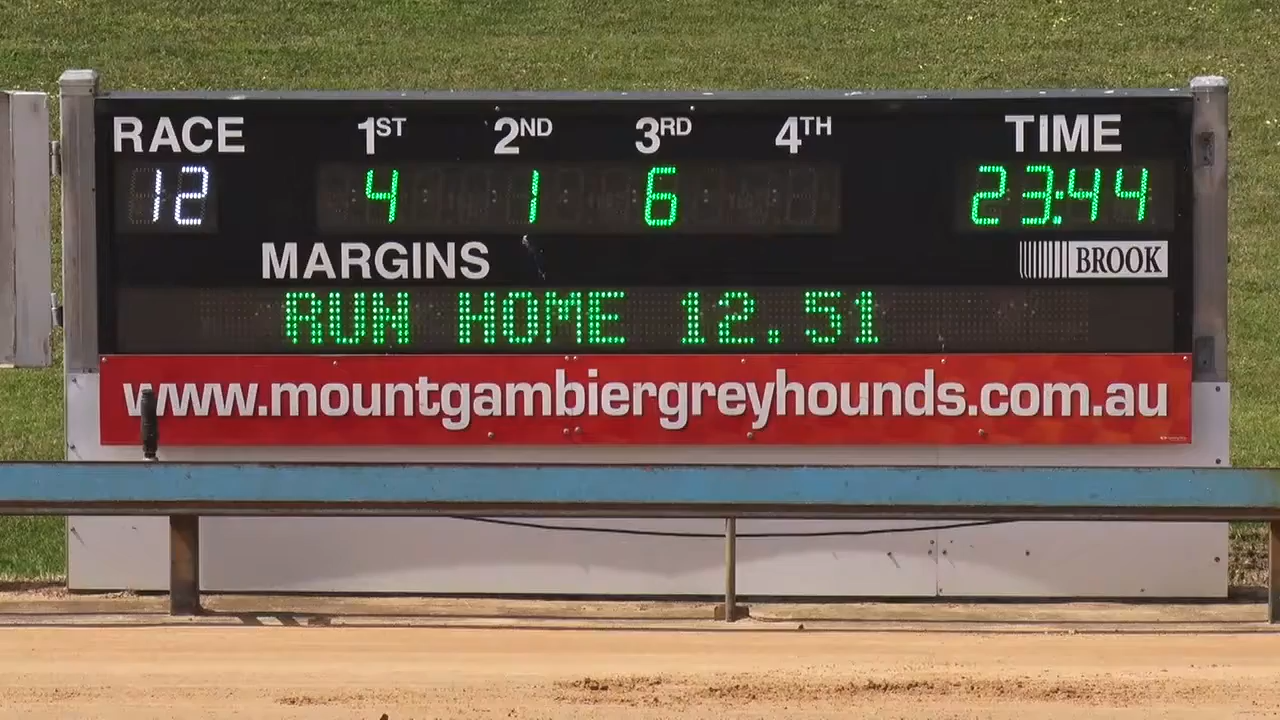 RACE 1ST 2ND 3RD 4TH TIME
12 4 1 6 23:44
MARGINS BROOK
RUN HOME 12.51
www.mountgambiergreyhounds.com.au